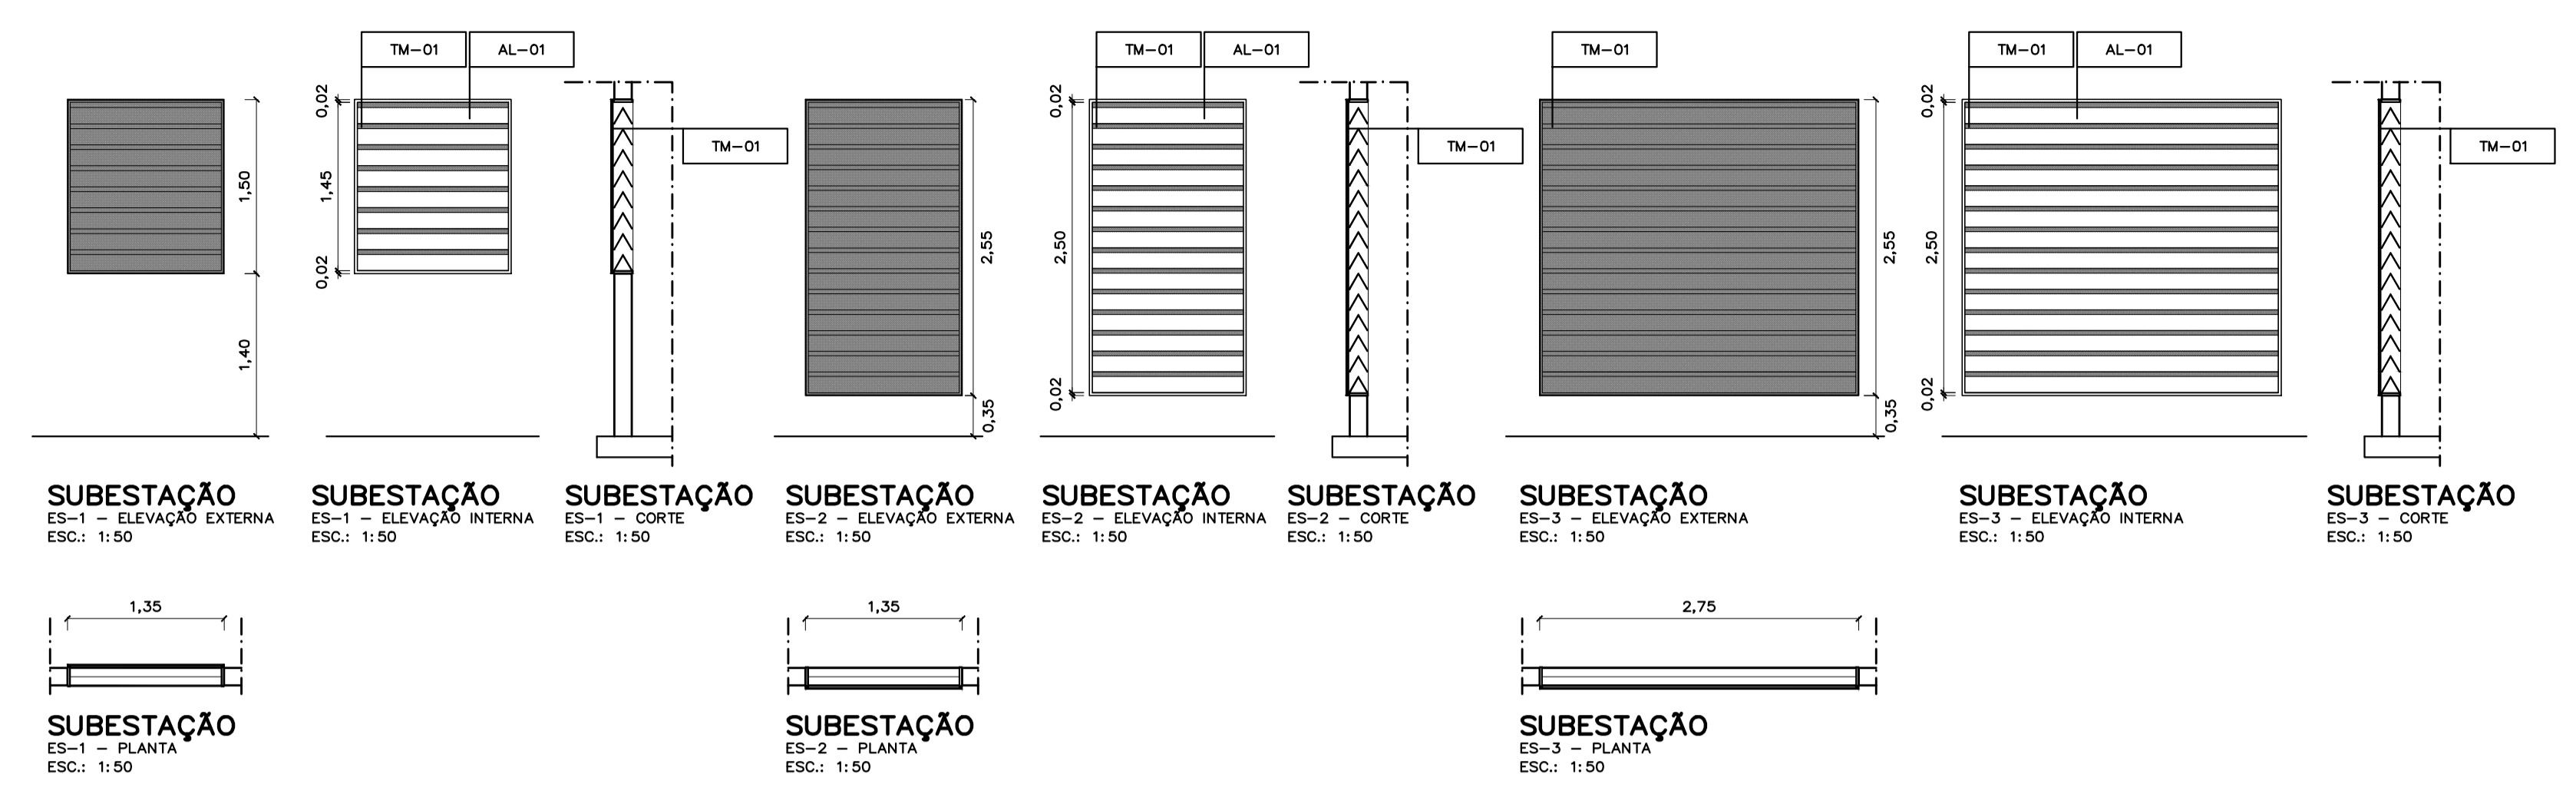 TM-01
AL-01
TM-01
AL-01
TM-01
TM-01
AL-01
0,02
1,50
1,45
0,02
1,40
TM-01
0,02
2,55
2,50
0,02
0,35
TM-01
0,02
2,55
2,50
0,02
0,35
TM-01
SUBESTAÇÃO
ES-1 - ELEVAÇÃO EXTERNA
ESC.: 1:50
SUBESTAÇÃO
ES-1 - ELEVAÇÃO INTERNA
ESC.: 1:50
SUBESTAÇÃO
ES-1 - CORTE
ESC.: 1:50
SUBESTAÇÃO
ES-2 - ELEVAÇÃO EXTERNA
ESC.: 1:50
SUBESTAÇÃO
ES-2 - ELEVAÇÃO INTERNA
ESC.: 1:50
SUBESTAÇÃO
ES-2 - CORTE
ESC.: 1:50
SUBESTAÇÃO
ES-3 - ELEVAÇÃO EXTERNA
ESC.: 1:50
SUBESTAÇÃO
ES-3 - ELEVAÇÃO INTERNA
ESC.: 1:50
SUBESTAÇÃO
ES-3 - CORTE
ESC.: 1:50
1,35
SUBESTAÇÃO
ES-1 - PLANTA
ESC.: 1:50
1,35
SUBESTAÇÃO
ES-2 - PLANTA
ESC.: 1:50
2,75
SUBESTAÇÃO
ES-3 - PLANTA
ESC.: 1:50